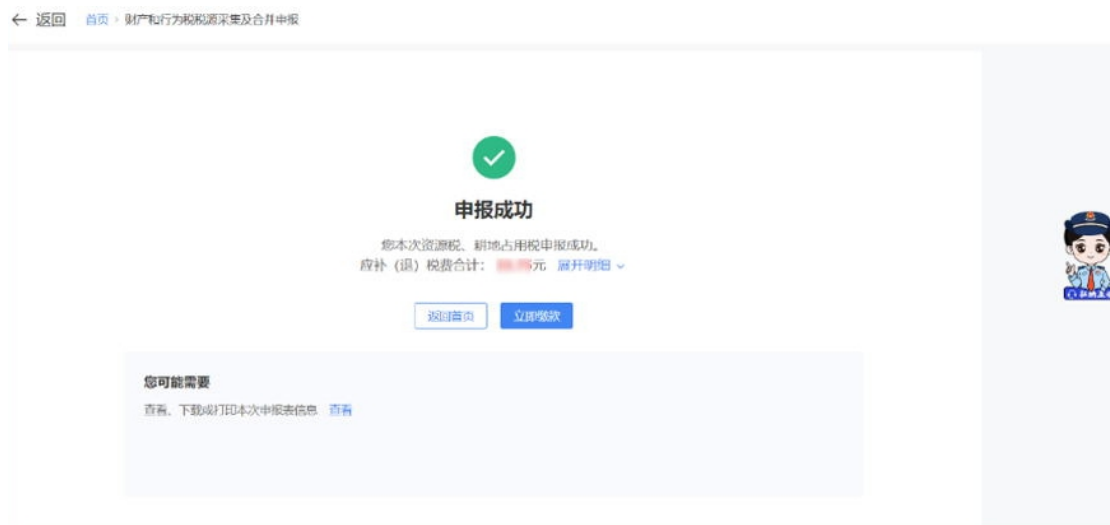 ← 返回 首页 › 财产和行为税税源采集及合并申报
申报成功
您本次资源税、耕地占用税申报成功。
应补（退）税费合计： 元 展开明细
返回首页 立即缴款
您可能需要
查看、下载或打印本次申报表信息 查看